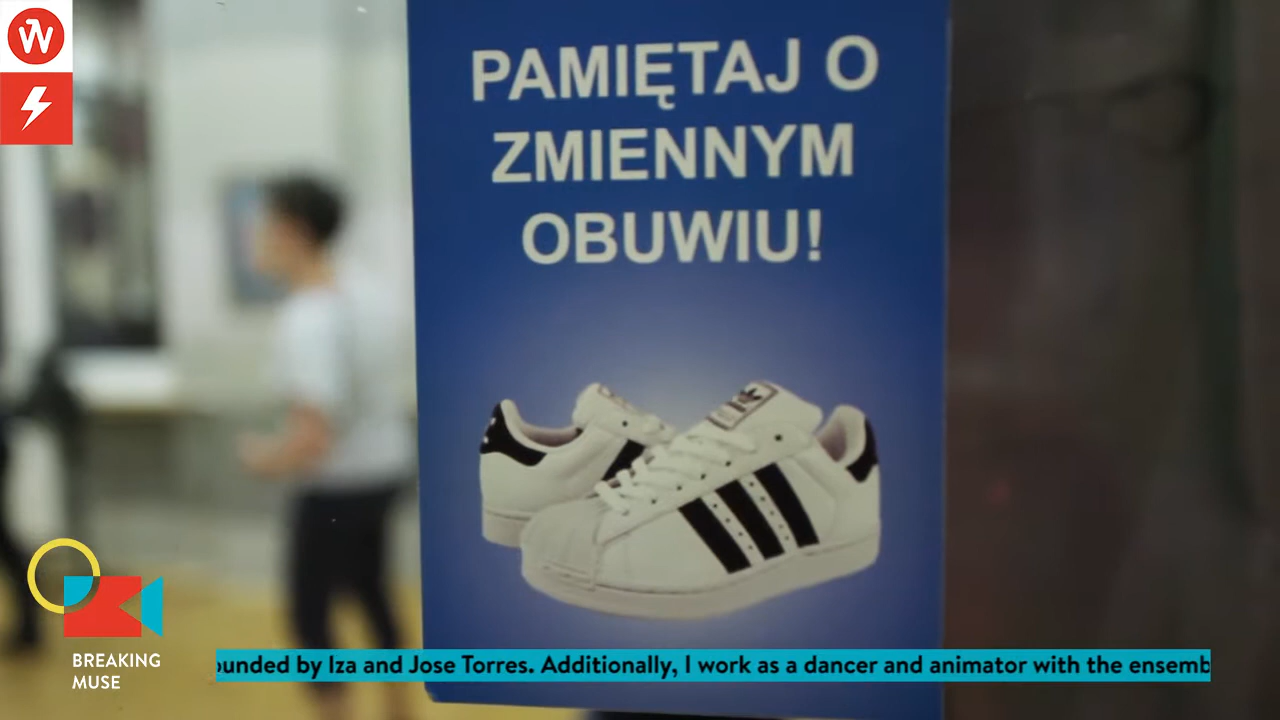 W
PAMIĘTAJ O
ZMIENNYM
OBUWIU!
BREAKING
MUSE
ounded by Iza and Jose Torres. Additionally, I work as a dancer and animator with the ensemb